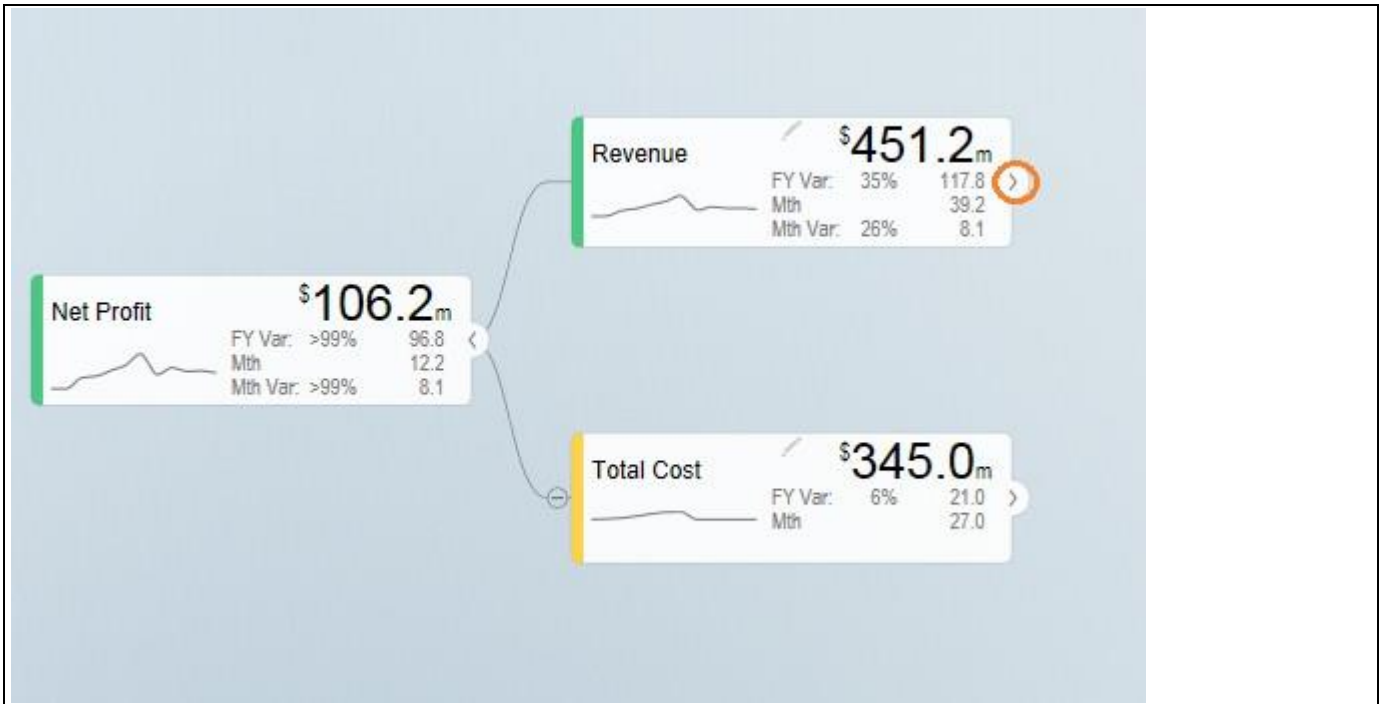 Revenue
$451.2m
FY Var: 35% 117.8
Mth 39.2
Mth Var: 26% 8.1
Net Profit
$106.2m
FY Var: >99% 96.8
Mth 12.2
Mth Var: >99% 8.1
Total Cost
$345.0m
FY Var: 6% 21.0
Mth 27.0